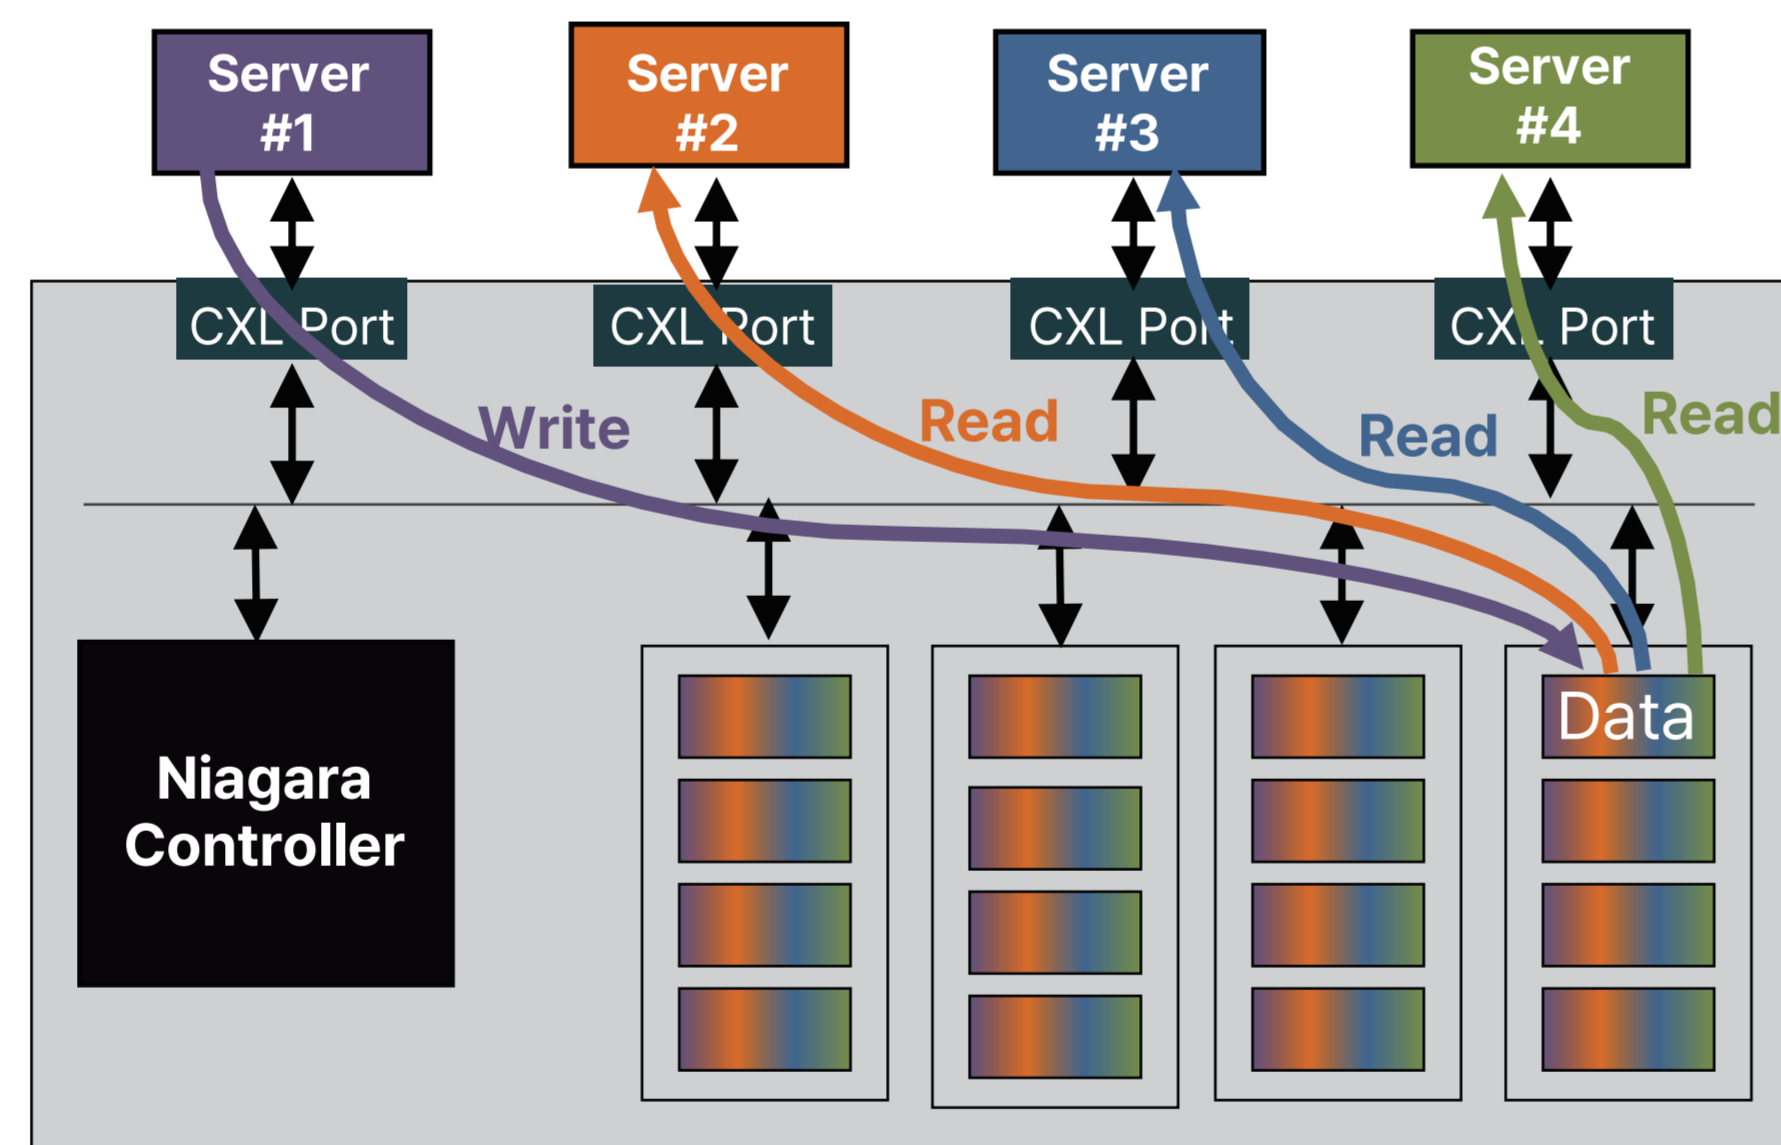 Server
#1
Server
#2
Server
#3
Server
#4
CXL Port
CXL Port
CXL Port
CXL Port
Write
Read
Read
Read
Niagara
Controller
Data